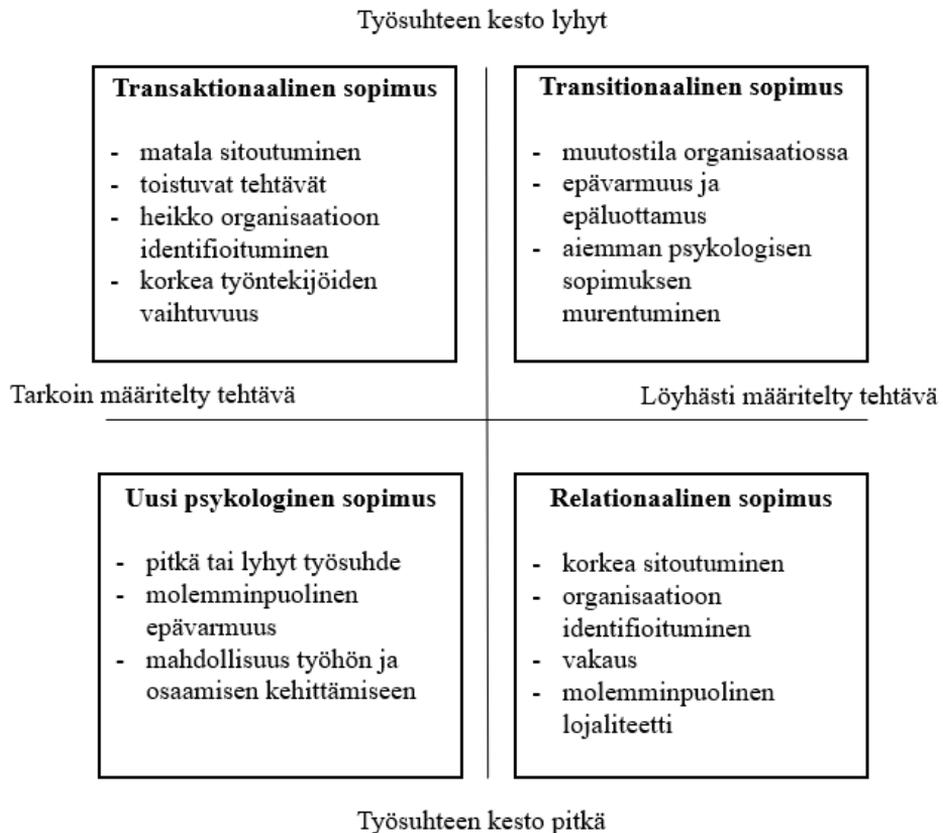 Työsuhteen kesto lyhyt
Transaktionaalinen sopimus
- matala sitoutuminen
- toistuvat tehtävät
- heikko organisaatioon
identifioituminen
- korkea työntekijöiden
vaihtuvuus
Transitionaalinen sopimus
- muutostila organisaatiossa
- epävarmuus ja
epäluottamus
- aiemman psykologisen
sopimuksen
murentuminen
Tarkoin määritelty tehtävä
Löyhästi määritelty tehtävä
Uusi psykologinen sopimus
- pitkä tai lyhyt työsuhde
- molemminpuolinen
epävarmuus
- mahdollisuus työhön ja
osaamisen kehittämiseen
Relationaalinen sopimus
- korkea sitoutuminen
- organisaatioon
identifioituminen
- vakaus
- molemminpuolinen
lojaliteetti
Työsuhteen kesto pitkä